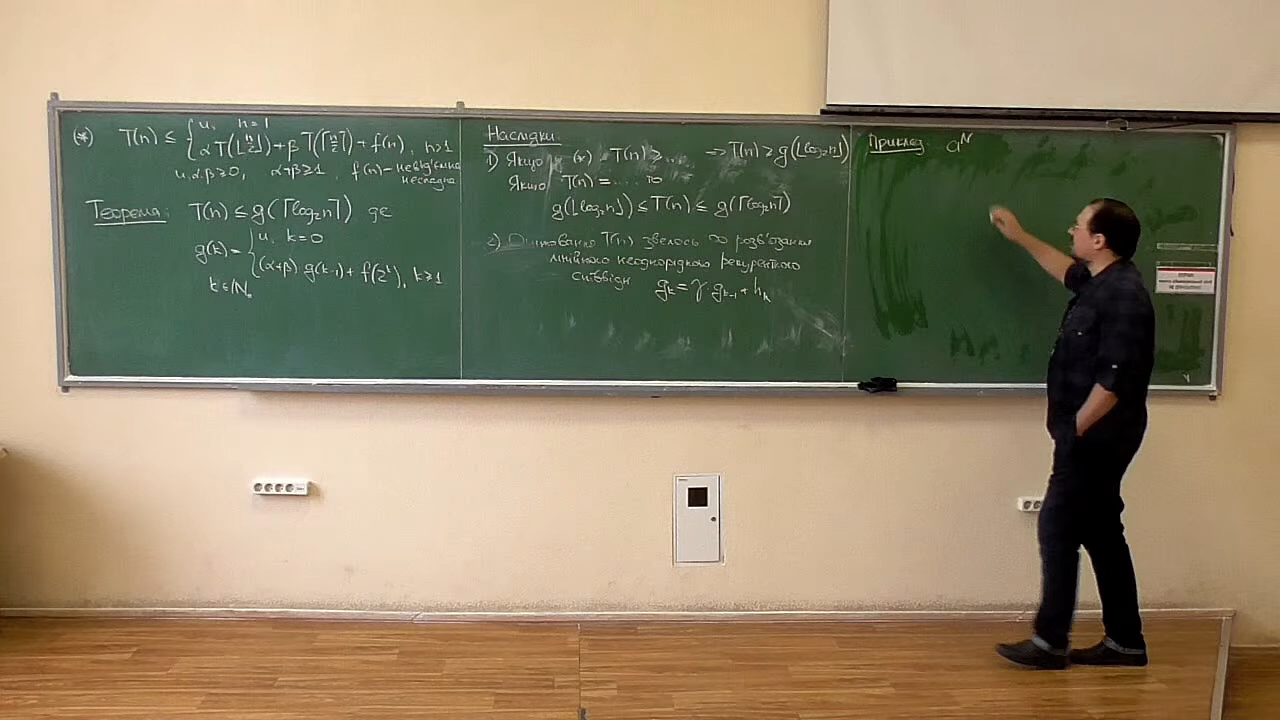 (*) T(n) ≤ { u, n=1
α T(⌊n/2⌋) + β T(⌈n/2⌉) + f(n), n>1
u, α, β ≥ 0, α+β ≥ 1, f(n) – невід'ємна
неспадна
Теорема: T(n) ≤ g(⌈log₂n⌉) де
g(k) = { u, k=0
(α+β) g(k-1) + f(2ᵏ), k≥1
k∈ℕ₀
Наслідки:
1) Якщо в (*) T(n) ≥ ... ⇒ T(n) ≥ g(⌊log₂n⌋)
Якщо T(n) = ... то
g(⌊log₂n⌋) ≤ T(n) ≤ g(⌈log₂n⌉)
2) Оцінювання T(n) звелось до розв'язання
лінійного неоднорідного рекурентного
співвідн
gₖ = γ·gₖ₋₁ + hₖ
Приклад aᴺ